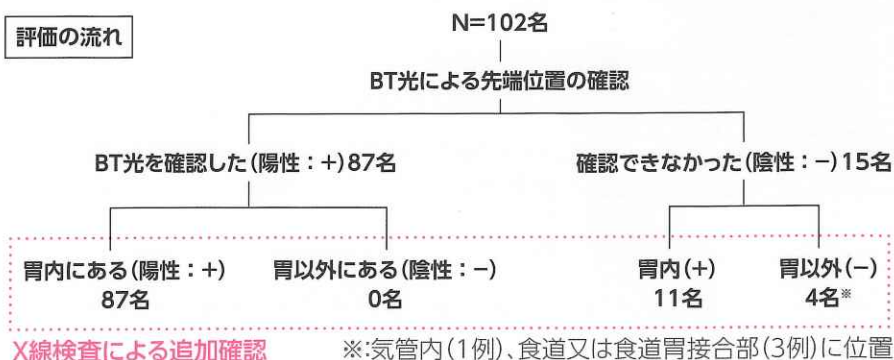 評価の流れ
N=102名
BT光による先端位置の確認
BT光を確認した(陽性：+)87名
確認できなかった(陰性：−)15名
胃内にある(陽性：+)
87名
胃以外にある(陰性：−)
0名
胃内(+)
11名
胃以外(−)
4名※
X線検査による追加確認
※:気管内(1例)、食道又は食道胃接合部(3例)に位置